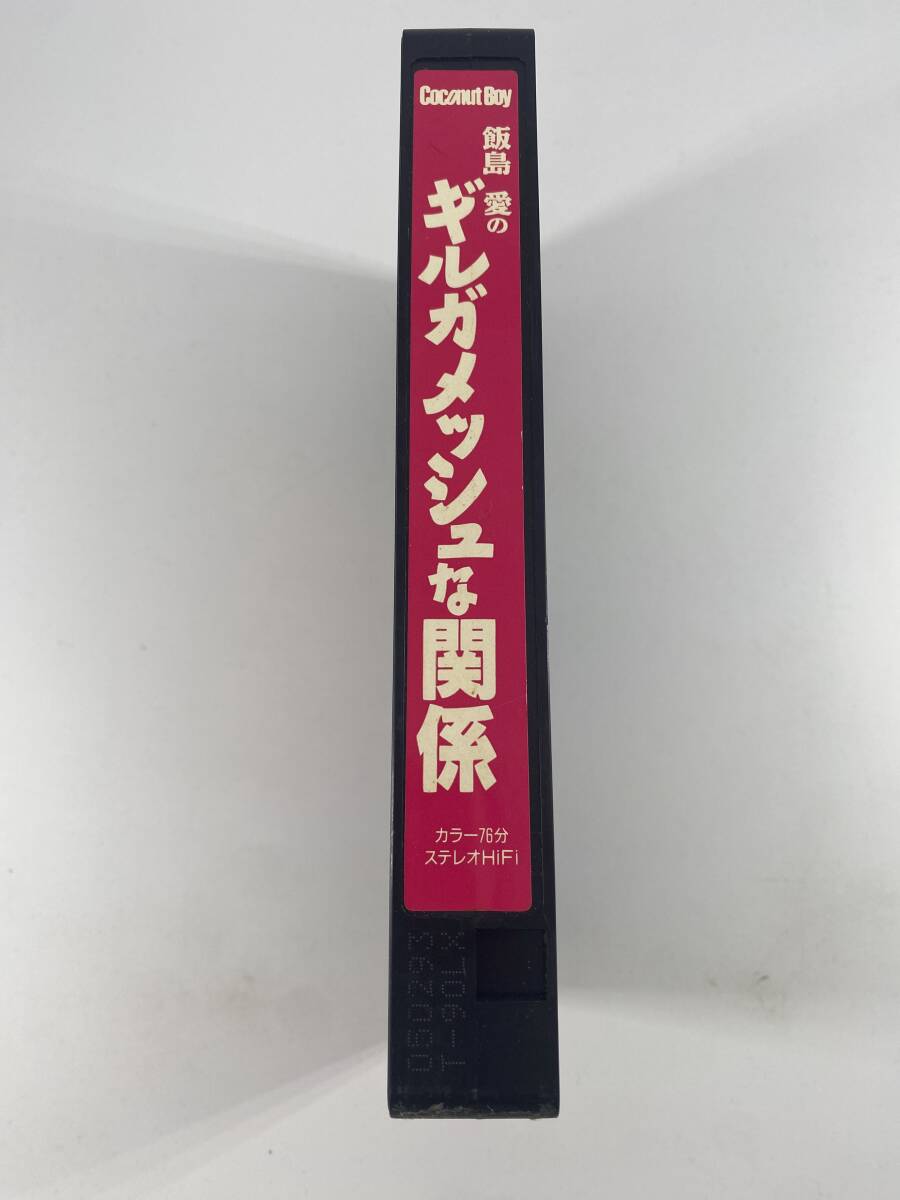 Coconut Boy
飯島 愛の
ギルガメッシュな関係
カラー76分
ステレオHiFi